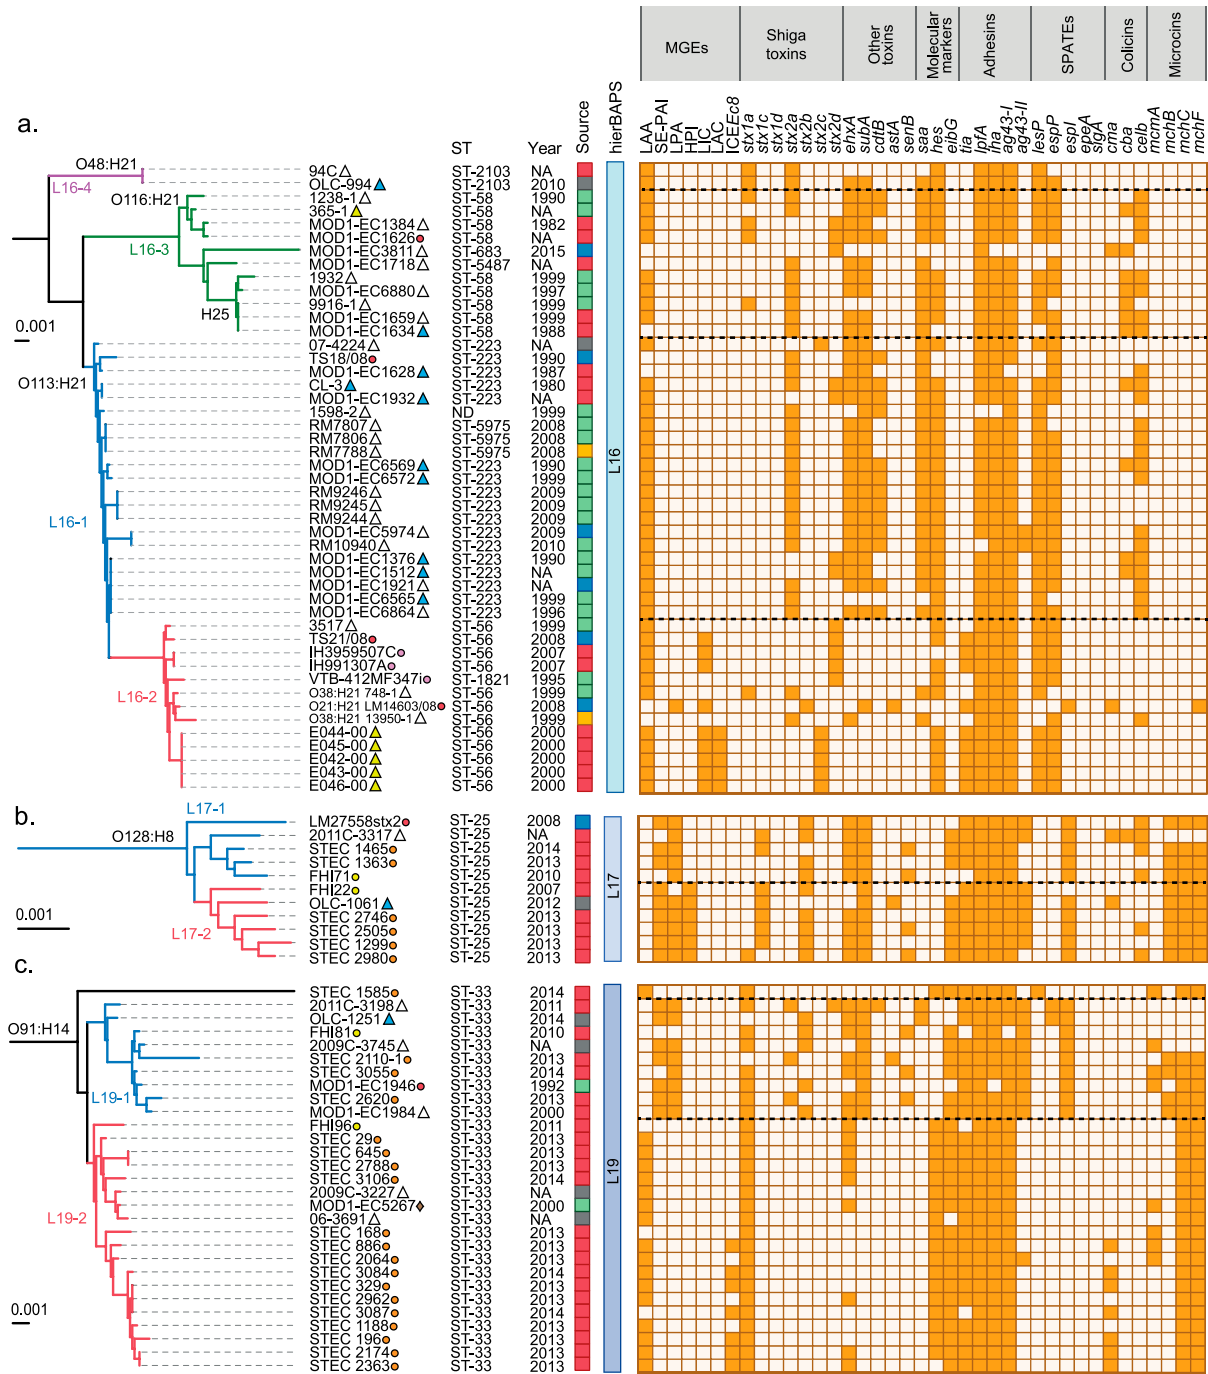 MGEs
Shiga toxins
Other toxins
Molecular markers
Adhesins
SPATEs
Colicins
Microcins
a.
ST
Year
Source
hierBAPS
LAA
SE-PAI
LPA
HPI
LIC
LAC
ICEEc8
stx1a
stx1c
stx1d
stx2a
stx2b
stx2c
stx2d
ehxA
subA
cdtB
astA
senB
saa
hes
eibG
tia
lpfA
iha
ag43-I
ag43-II
lesP
espP
espI
epeA
sigA
cma
cba
celb
mcmA
mchB
mchC
mchF
O48:H21
L16-4
O116:H21
L16-3
H25
0.001
O113:H21
L16-1
L16-2
L16
94C ST-2103 NA
OLC-994 ST-2103 2010
1238-1 ST-58 1990
365-1 ST-58 NA
MOD1-EC1384 ST-58 1982
MOD1-EC1626 ST-58 NA
MOD1-EC3811 ST-683 2015
MOD1-EC1718 ST-5487 NA
1932 ST-58 1999
MOD1-EC6880 ST-58 1997
9916-1 ST-58 1999
MOD1-EC1659 ST-58 1999
MOD1-EC1634 ST-58 1988
07-4224 ST-223 NA
TS18/08 ST-223 1990
MOD1-EC1628 ST-223 1987
CL-3 ST-223 1980
MOD1-EC1932 ST-223 NA
1598-2 ND 1999
RM7807 ST-5975 2008
RM7806 ST-5975 2008
RM7788 ST-5975 2008
MOD1-EC6569 ST-223 1990
MOD1-EC6572 ST-223 1999
RM9246 ST-223 2009
RM9245 ST-223 2009
RM9244 ST-223 2009
MOD1-EC5974 ST-223 2009
RM10940 ST-223 2010
MOD1-EC1376 ST-223 1990
MOD1-EC1512 ST-223 NA
MOD1-EC1921 ST-223 NA
MOD1-EC6565 ST-223 1999
MOD1-EC6864 ST-223 1996
3517 ST-56 1999
TS21/08 ST-56 2008
IH3959507C ST-56 2007
IH991307A ST-56 2007
VTB-412MF347i ST-1821 1995
O38:H21 748-1 ST-56 1999
O21:H21 LM14603/08 ST-56 2008
O38:H21 13950-1 ST-56 1999
E044-00 ST-56 2000
E045-00 ST-56 2000
E042-00 ST-56 2000
E043-00 ST-56 2000
E046-00 ST-56 2000
b.
L17-1
O128:H8
0.001
L17-2
L17
LM27558stx2 ST-25 2008
2011C-3317 ST-25 NA
STEC 1465 ST-25 2014
STEC 1363 ST-25 2013
FHI71 ST-25 2010
FHI22 ST-25 2007
OLC-1061 ST-25 2012
STEC 2746 ST-25 2013
STEC 2505 ST-25 2013
STEC 1299 ST-25 2013
STEC 2980 ST-25 2013
c.
O91:H14
L19-1
L19-2
0.001
L19
STEC 1585 ST-33 2014
2011C-3198 ST-33 2011
OLC-1251 ST-33 2014
FHI81 ST-33 2010
2009C-3745 ST-33 NA
STEC 2110-1 ST-33 2013
STEC 3055 ST-33 2014
MOD1-EC1946 ST-33 1992
STEC 2620 ST-33 2013
MOD1-EC1984 ST-33 2000
FHI96 ST-33 2011
STEC 29 ST-33 2013
STEC 645 ST-33 2013
STEC 2788 ST-33 2013
STEC 3106 ST-33 2014
2009C-3227 ST-33 NA
MOD1-EC5267 ST-33 2000
06-3691 ST-33 NA
STEC 168 ST-33 2013
STEC 886 ST-33 2013
STEC 2064 ST-33 2013
STEC 3084 ST-33 2014
STEC 329 ST-33 2013
STEC 2962 ST-33 2013
STEC 3087 ST-33 2014
STEC 1188 ST-33 2013
STEC 196 ST-33 2013
STEC 2174 ST-33 2013
STEC 2363 ST-33 2013